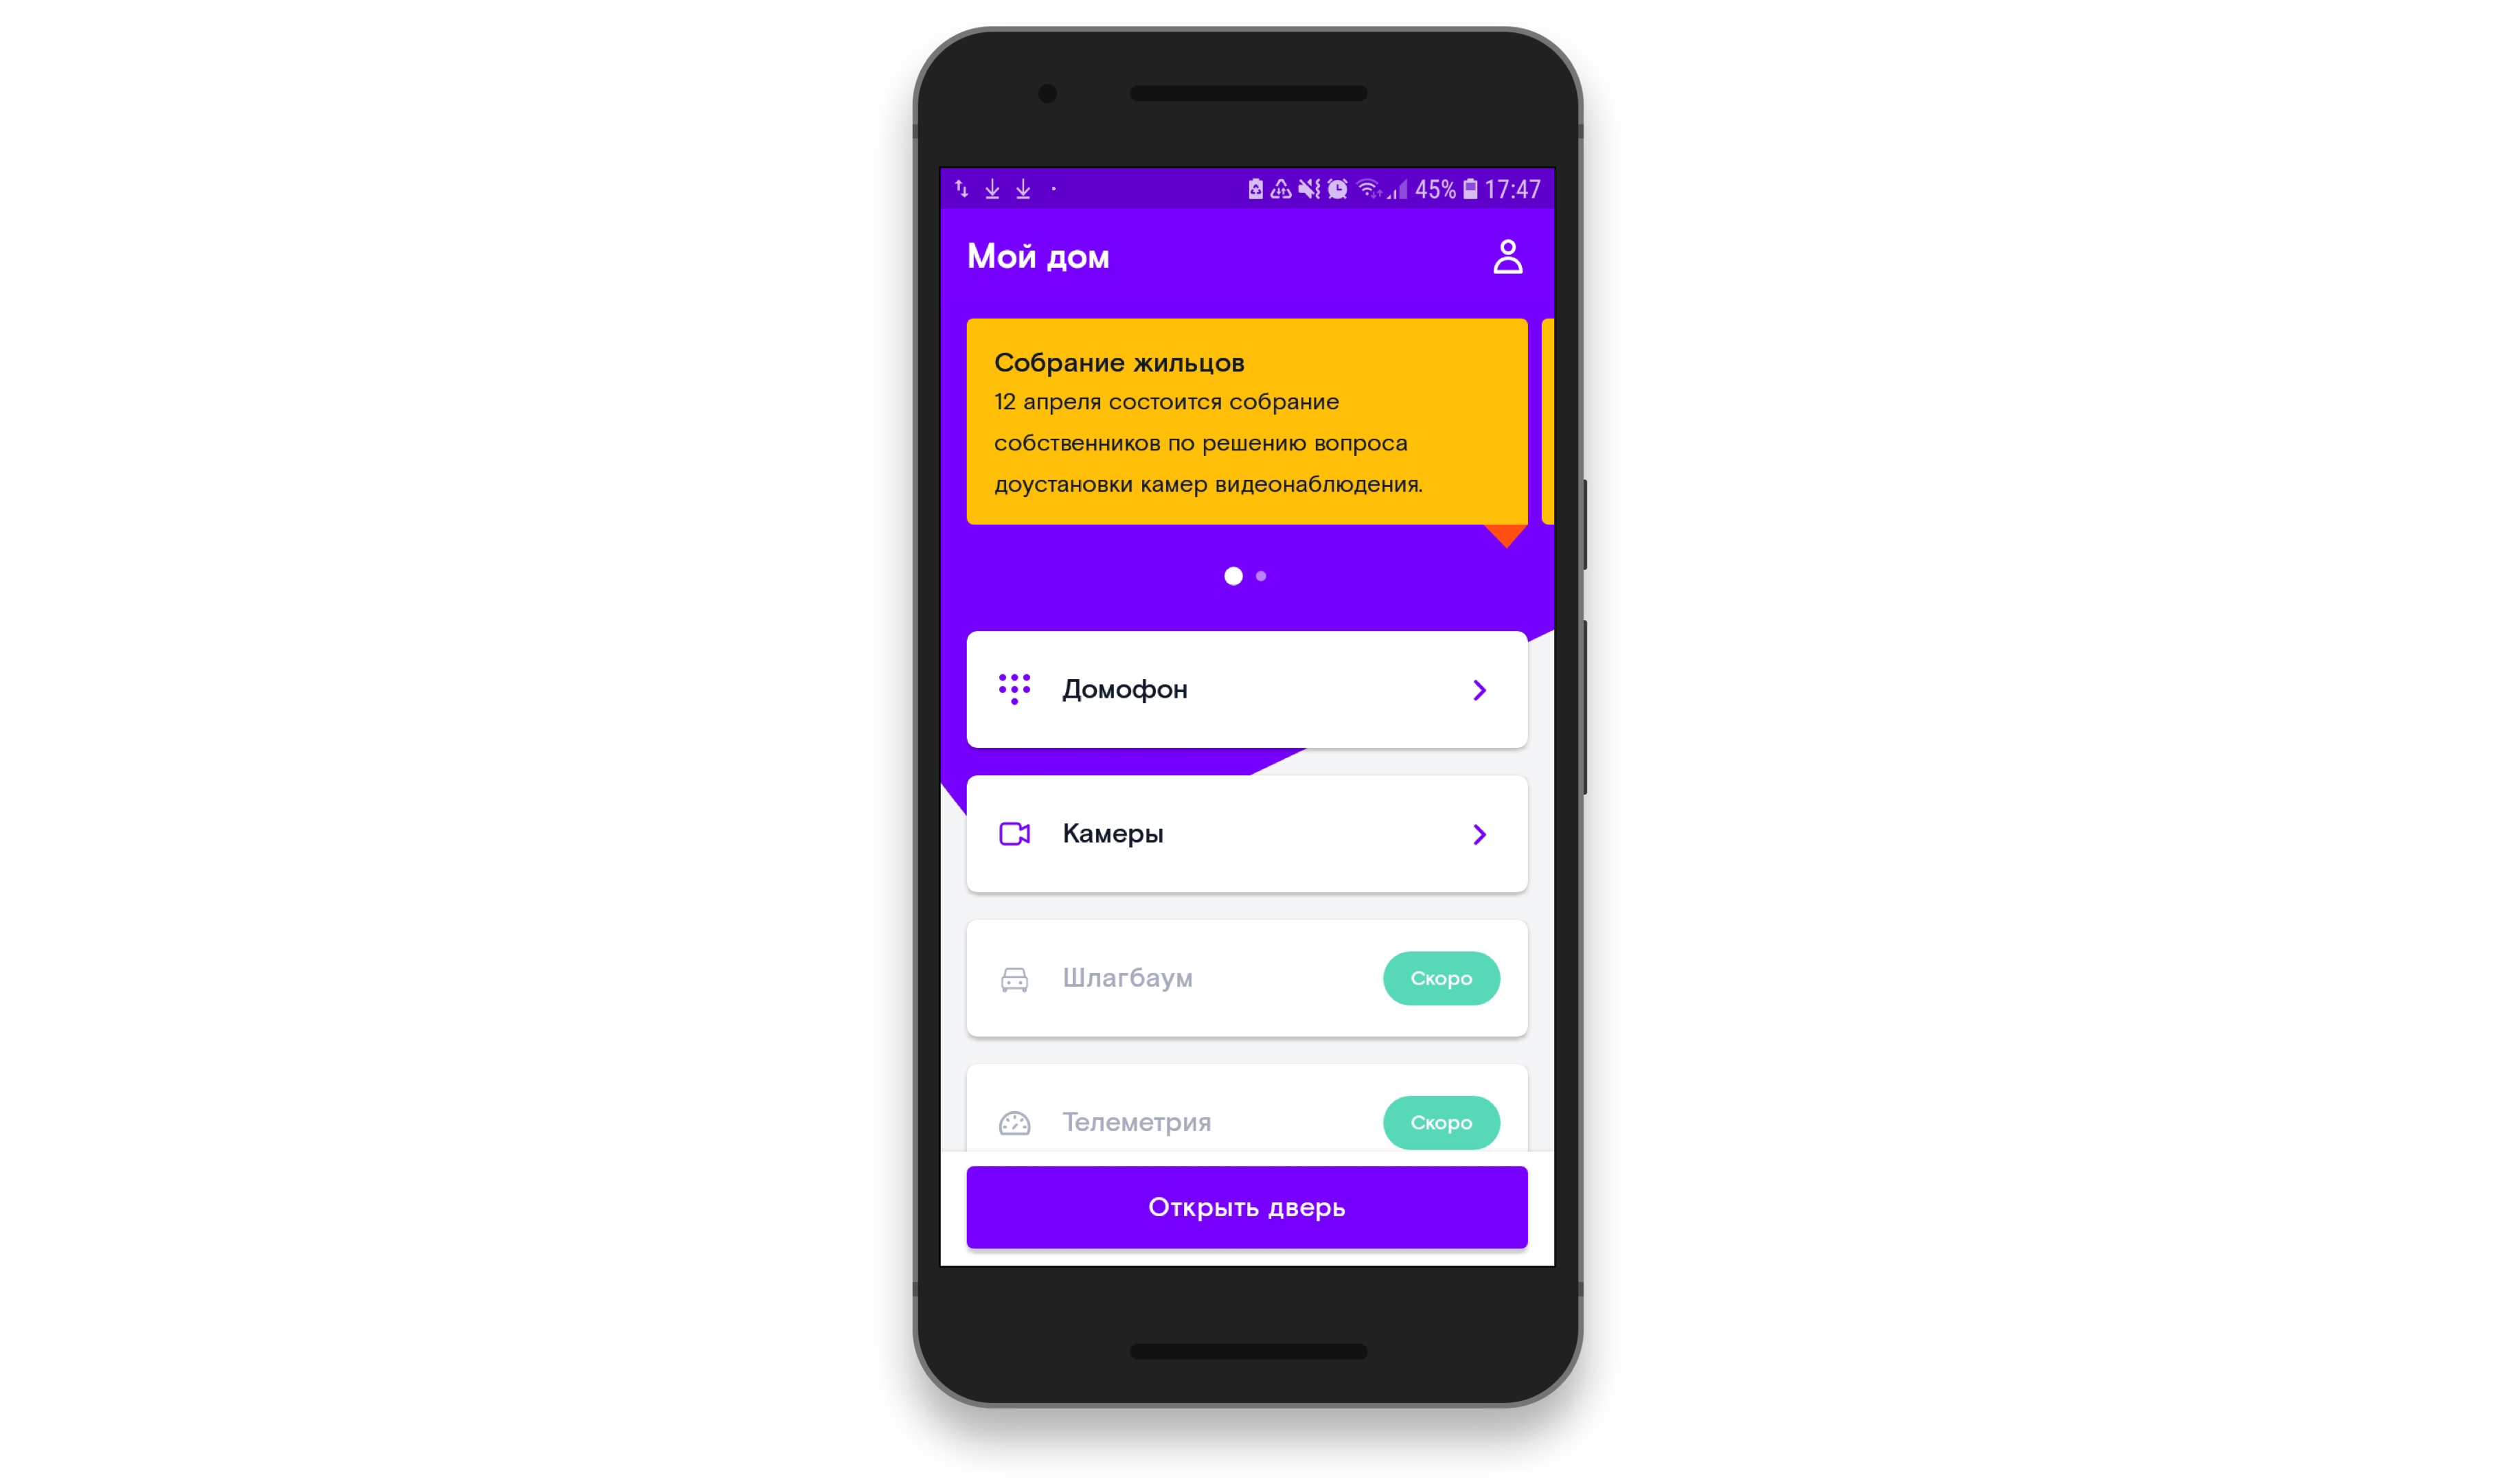 45% 17:47
Мой дом
Собрание жильцов
12 апреля состоится собрание
собственников по решению вопроса
доустановки камер видеонаблюдения.
Домофон
Камеры
Шлагбаум Скоро
Телеметрия Скоро
Открыть дверь